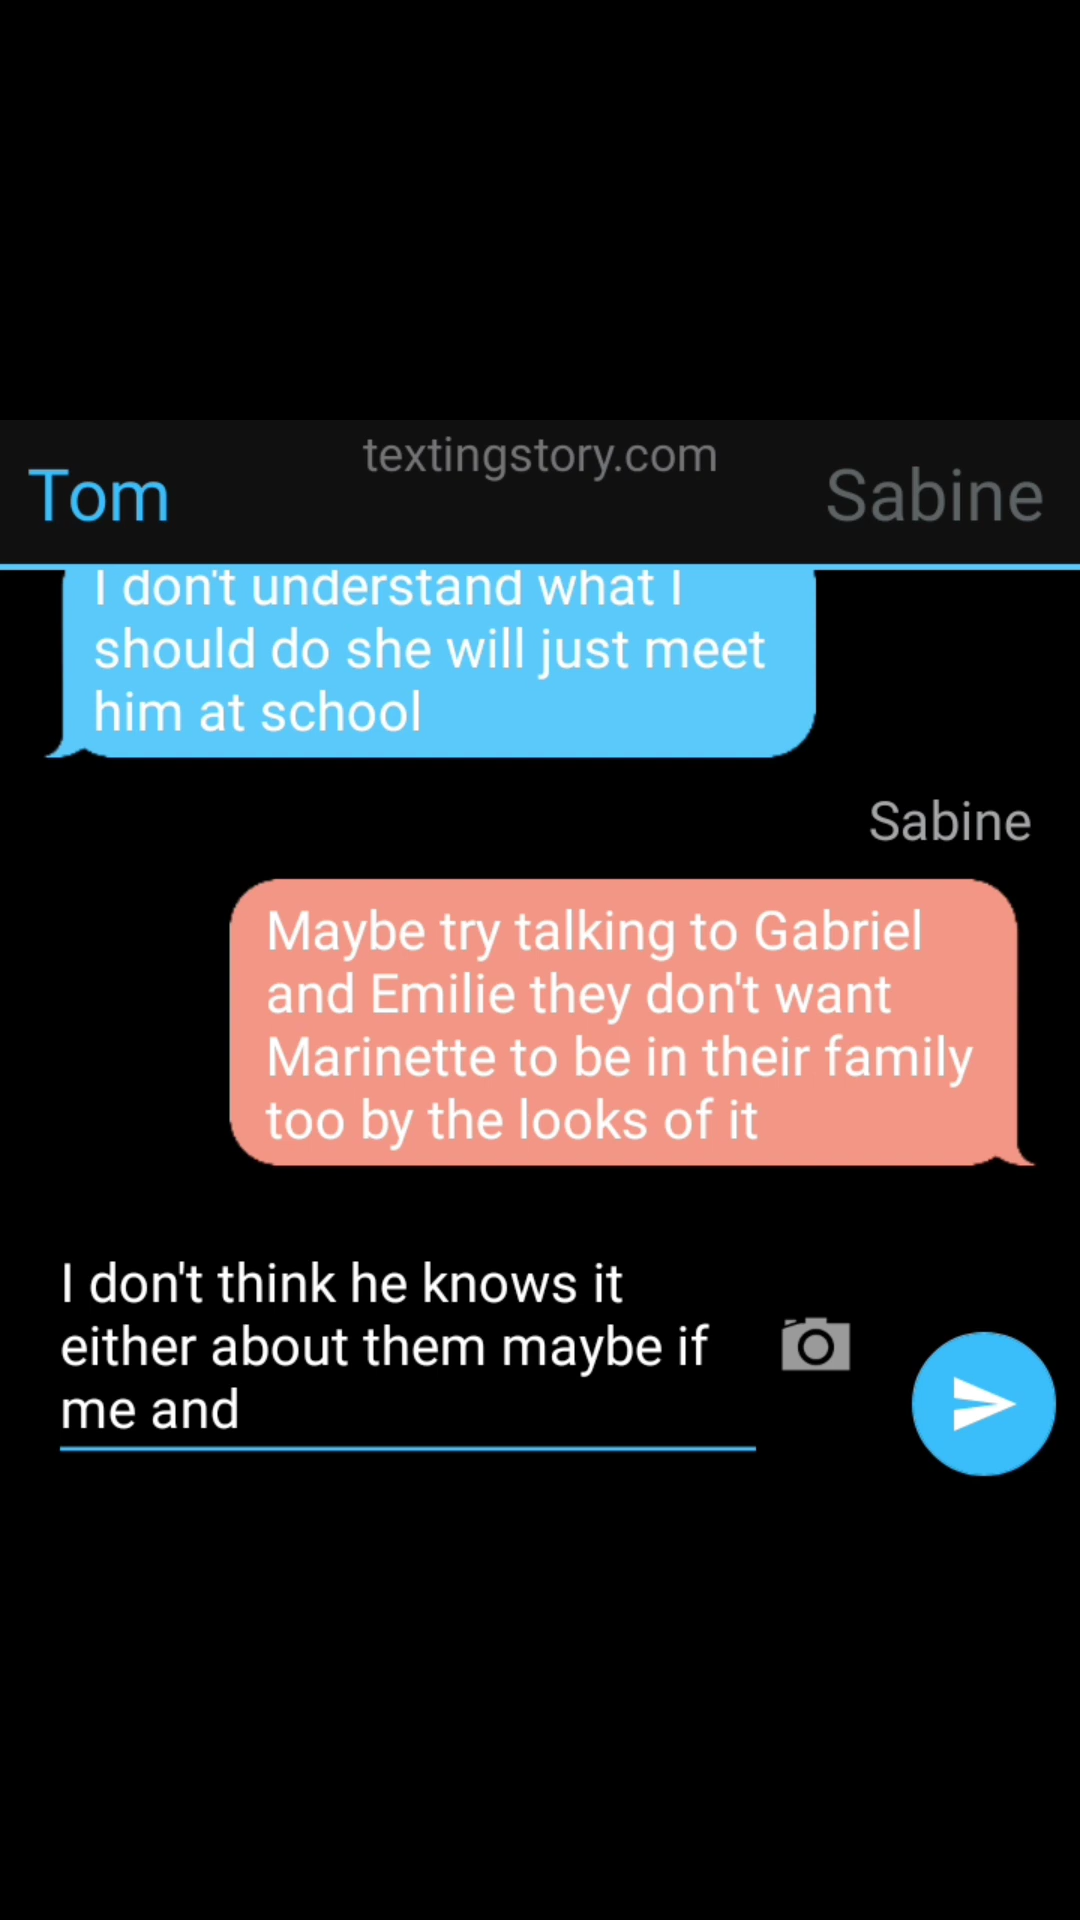 textingstory.com
Tom
Sabine
I don't understand what I
should do she will just meet
him at school
Sabine
Maybe try talking to Gabriel
and Emilie they don't want
Marinette to be in their family
too by the looks of it
I don't think he knows it
either about them maybe if
me and